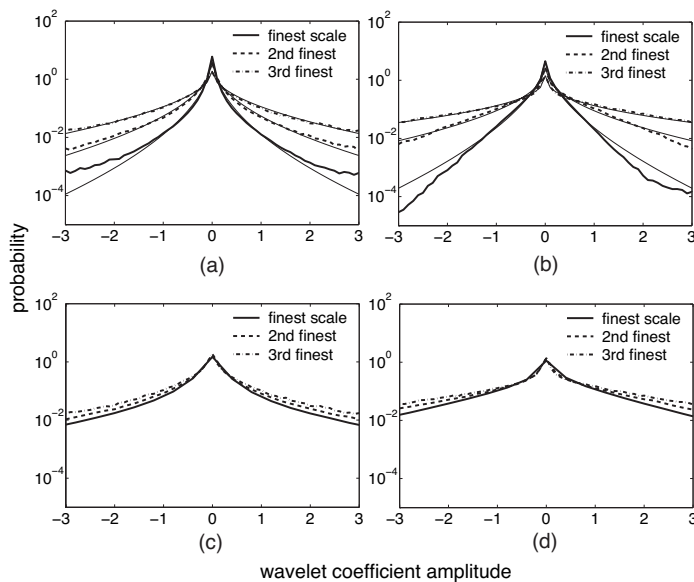 10^2
10^0
10^-2
10^-4
finest scale
2nd finest
3rd finest
-3 -2 -1 0 1 2 3
(a)
10^2
10^0
10^-2
10^-4
finest scale
2nd finest
3rd finest
-3 -2 -1 0 1 2 3
(b)
probability
10^2
10^0
10^-2
10^-4
finest scale
2nd finest
3rd finest
-3 -2 -1 0 1 2 3
(c)
10^2
10^0
10^-2
10^-4
finest scale
2nd finest
3rd finest
-3 -2 -1 0 1 2 3
(d)
wavelet coefficient amplitude